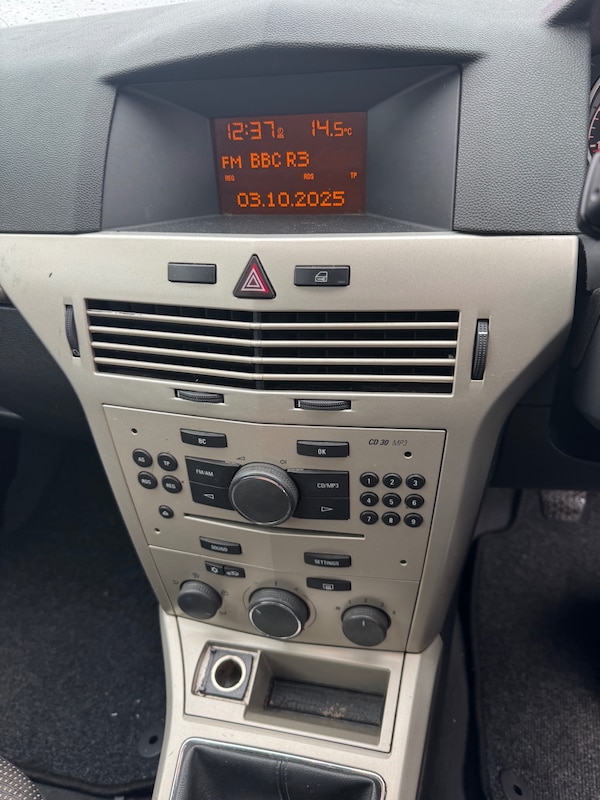 12:37 14.5°C
FM BBC R3
REG RDS TP
03.10.2025
BC OK CD 30 MP3
AS TP FM/AM CD/MP3 1 2 3
RDS REG 4 5 6
7 8 9
SOUND SETTINGS